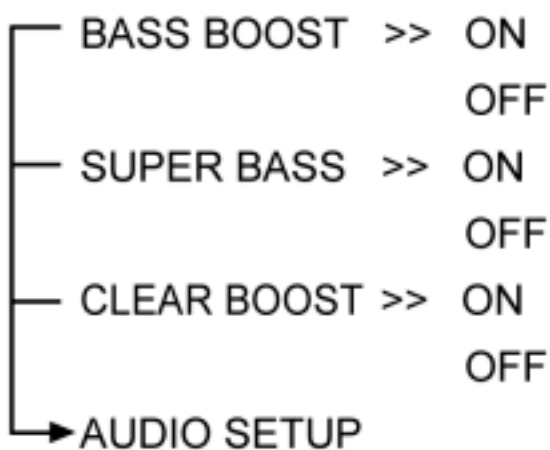 BASS BOOST >> ON
OFF
SUPER BASS >> ON
OFF
CLEAR BOOST >> ON
OFF
AUDIO SETUP